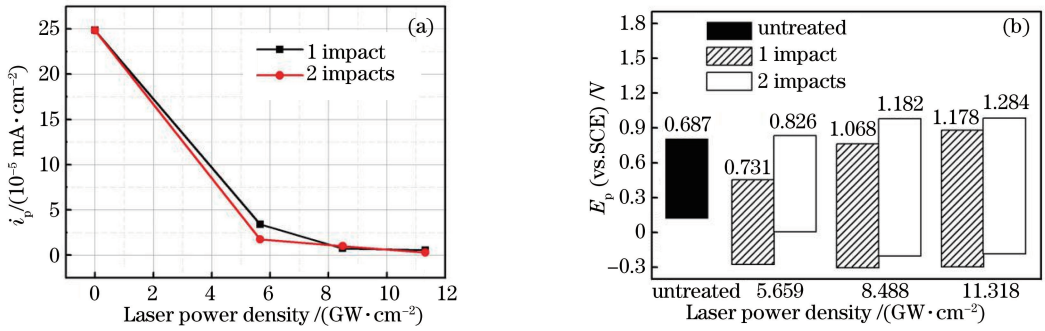 (a)
25
20
15
10
5
0
i_p/(10⁻⁵ mA·cm⁻²)
1 impact
2 impacts
0 2 4 6 8 10 12
Laser power density /(GW·cm⁻²)
(b)
1.8
1.5
1.2
0.9
0.6
0.3
0
−0.3
E_p (vs.SCE) /V
untreated
1 impact
2 impacts
0.687
0.731
0.826
1.068
1.182
1.178
1.284
untreated 5.659 8.488 11.318
Laser power density /(GW·cm⁻²)